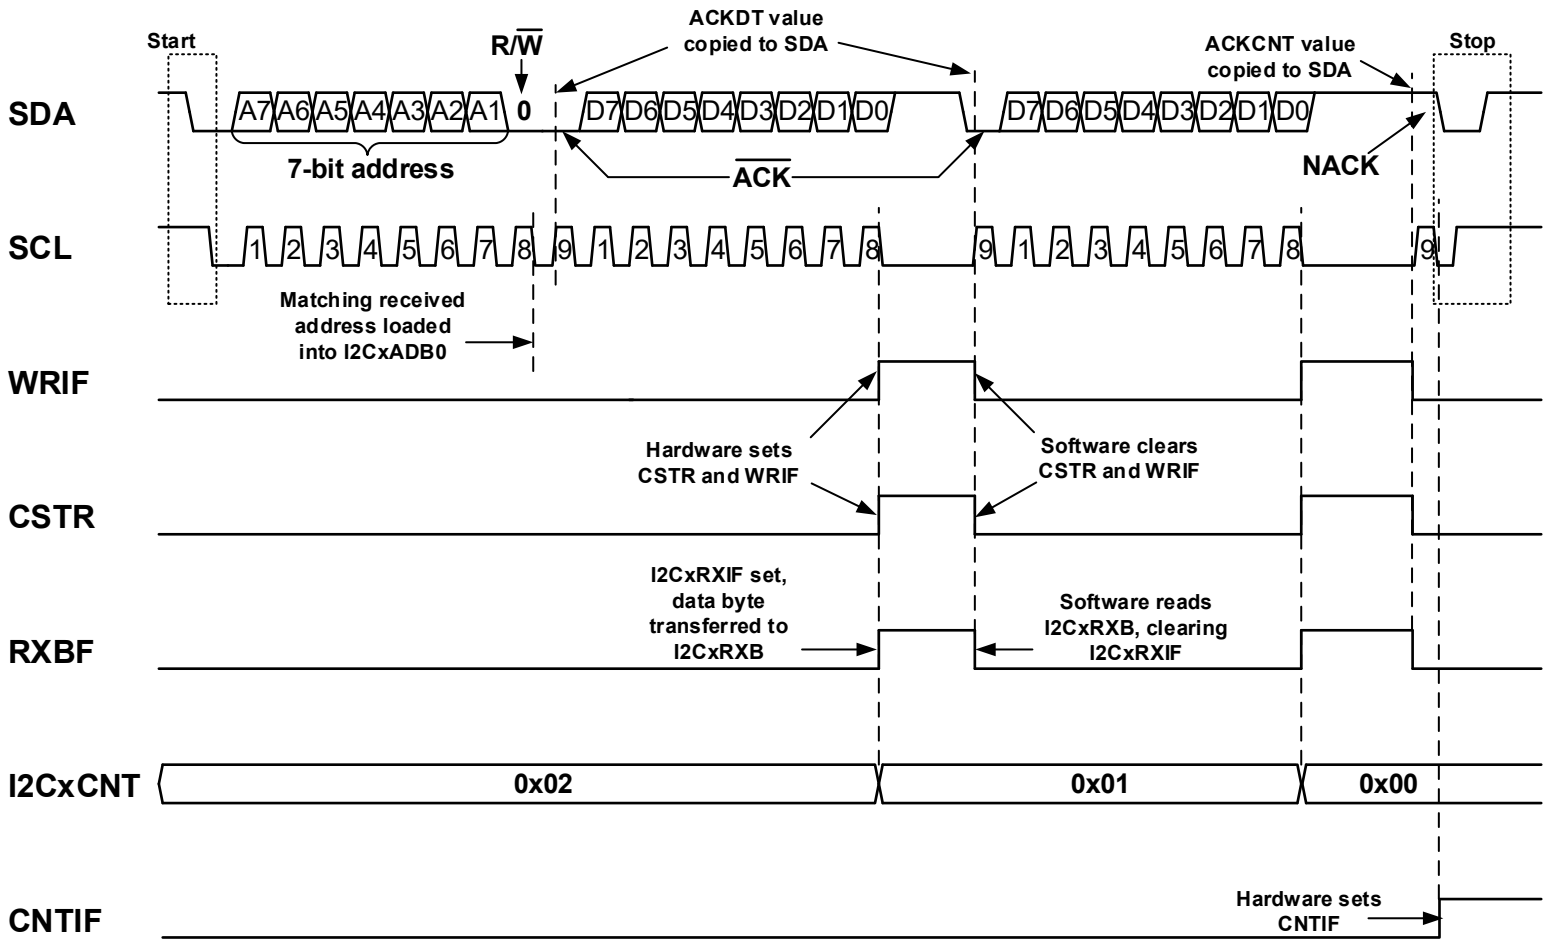 ACKDT value
copied to SDA
Start
R/W̅
ACKCNT value
copied to SDA
Stop
SDA
A7 A6 A5 A4 A3 A2 A1 0 D7 D6 D5 D4 D3 D2 D1 D0 D7 D6 D5 D4 D3 D2 D1 D0
7-bit address
A̅C̅K̅
NACK
SCL
1 2 3 4 5 6 7 8 9 1 2 3 4 5 6 7 8 9 1 2 3 4 5 6 7 8 9
Matching received
address loaded
into I2CxADB0
WRIF
Hardware sets
CSTR and WRIF
Software clears
CSTR and WRIF
CSTR
I2CxRXIF set,
data byte
transferred to
I2CxRXB
Software reads
I2CxRXB, clearing
I2CxRXIF
RXBF
I2CxCNT
0x02 0x01 0x00
Hardware sets
CNTIF
CNTIF